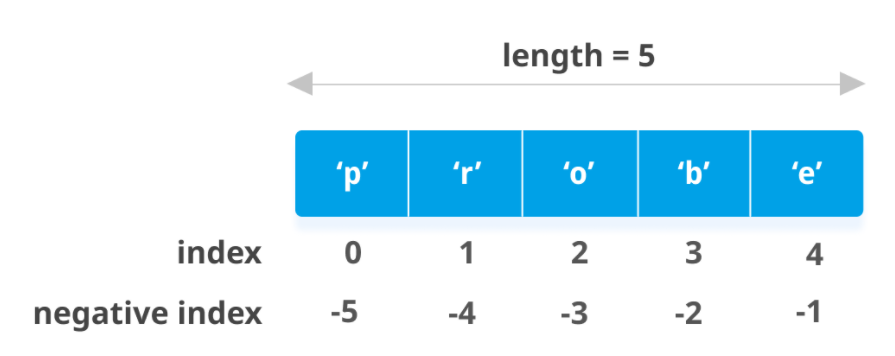 length = 5
‘p’ ‘r’ ‘o’ ‘b’ ‘e’
index 0 1 2 3 4
negative index -5 -4 -3 -2 -1